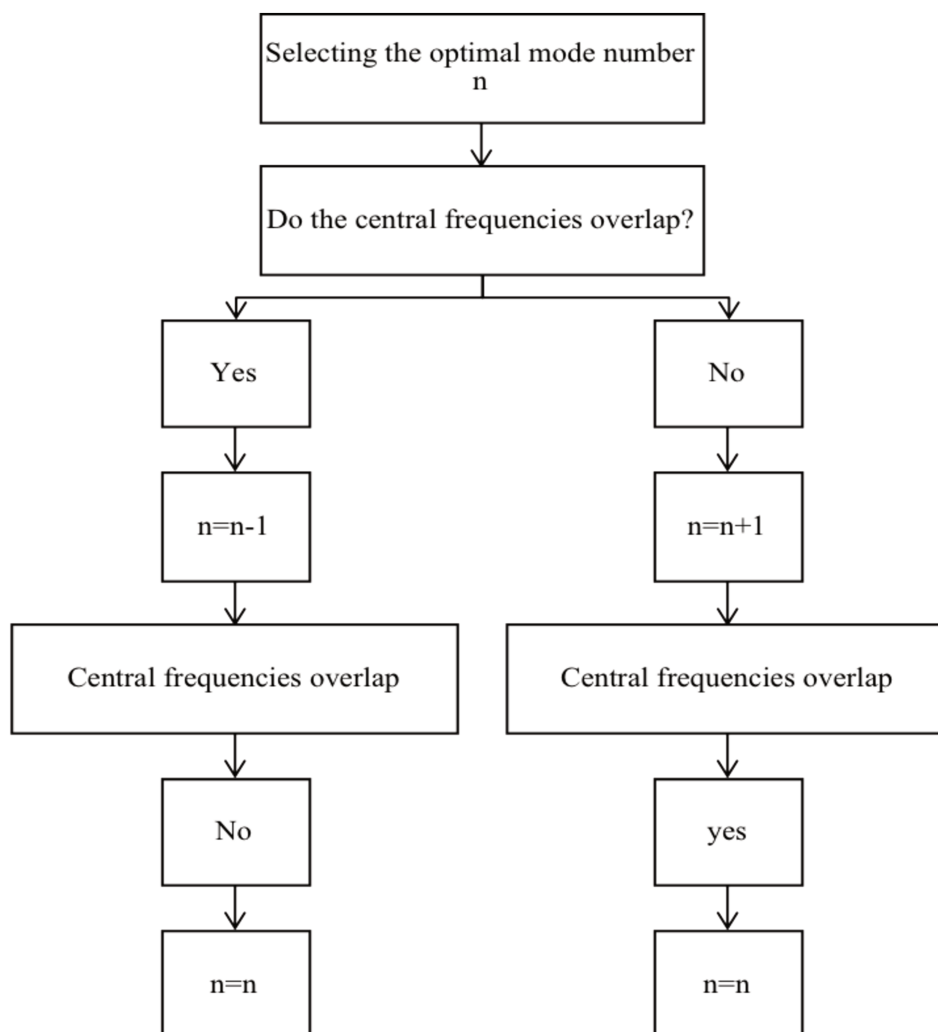 Selecting the optimal mode number
n
Do the central frequencies overlap?
Yes
No
n=n-1
n=n+1
Central frequencies overlap
Central frequencies overlap
No
yes
n=n
n=n